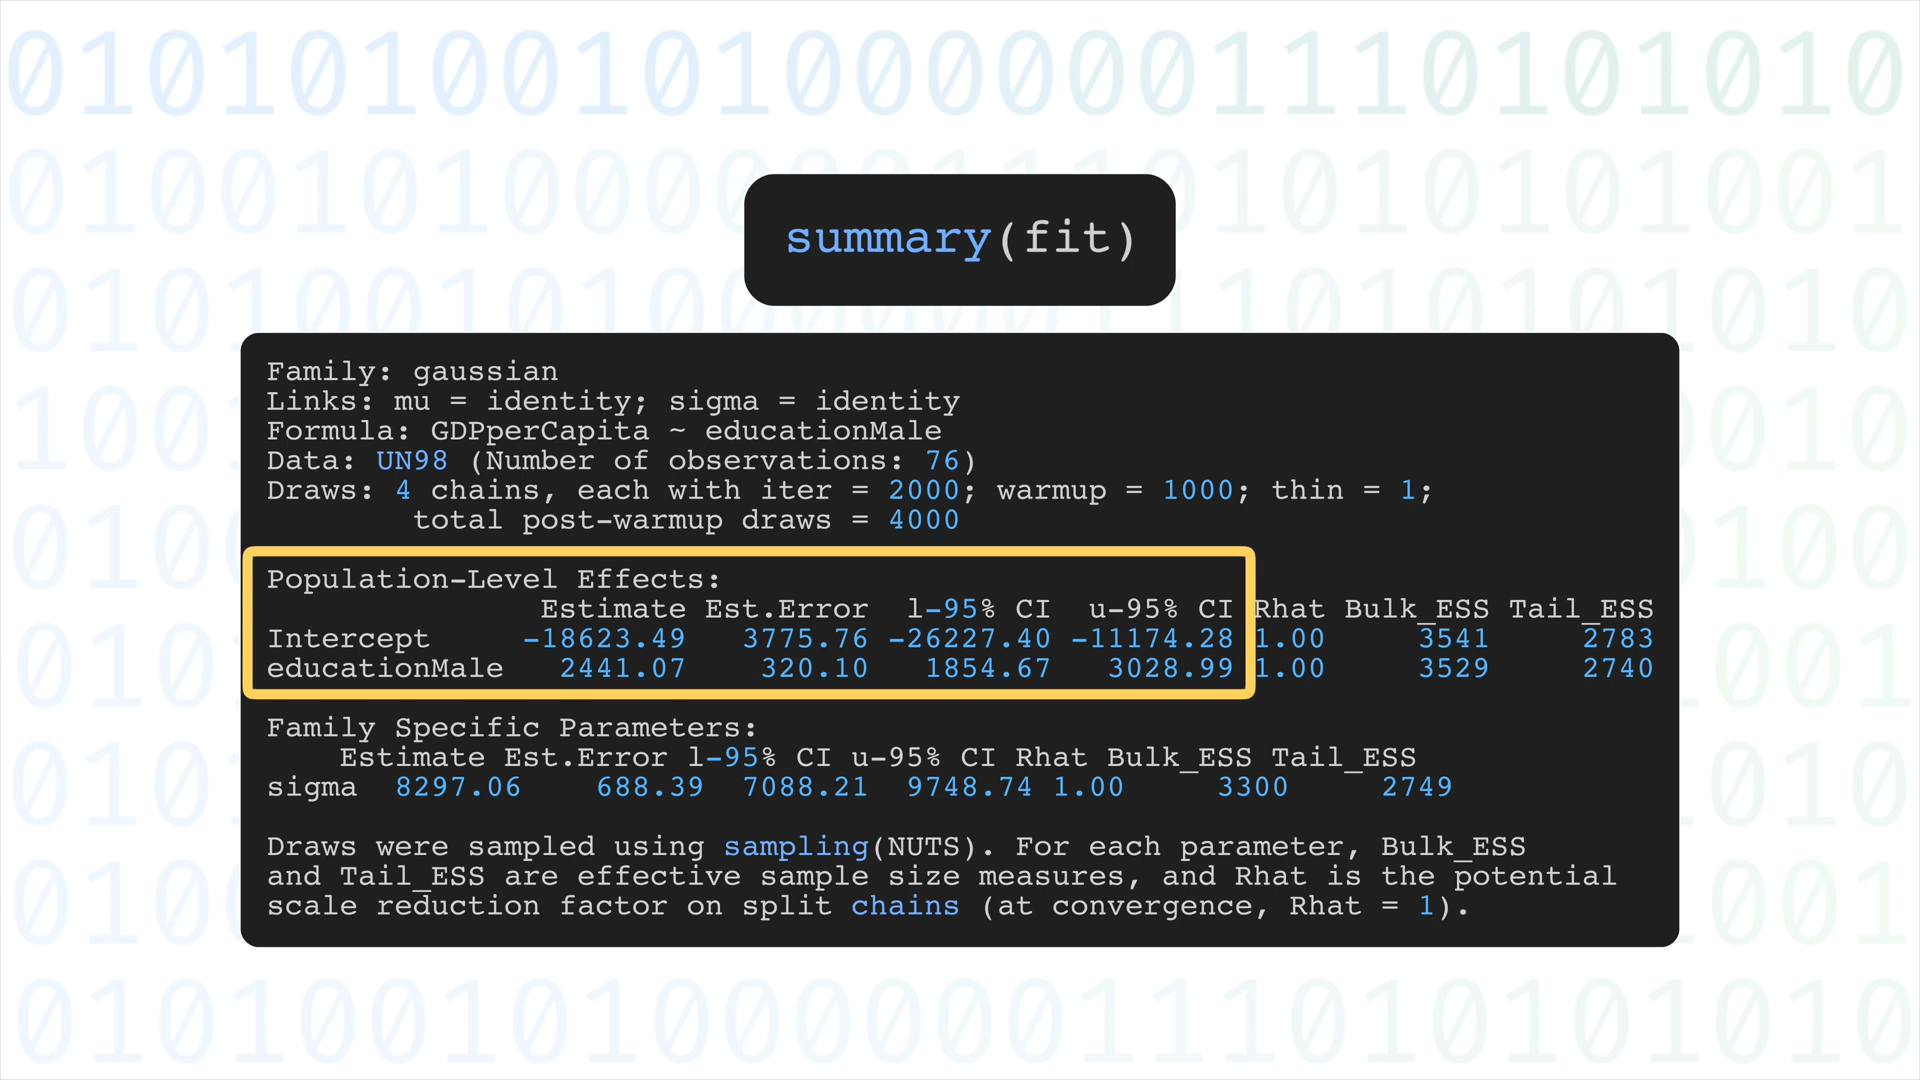 010101001010000001110101010
summary(fit)
Family: gaussian
Links: mu = identity; sigma = identity
Formula: GDPperCapita ~ educationMale
Data: UN98 (Number of observations: 76)
Draws: 4 chains, each with iter = 2000; warmup = 1000; thin = 1;
total post-warmup draws = 4000
Population-Level Effects:
Estimate Est.Error l-95% CI u-95% CI Rhat Bulk_ESS Tail_ESS
Intercept -18623.49 3775.76 -26227.40 -11174.28 1.00 3541 2783
educationMale 2441.07 320.10 1854.67 3028.99 1.00 3529 2740
Family Specific Parameters:
Estimate Est.Error l-95% CI u-95% CI Rhat Bulk_ESS Tail_ESS
sigma 8297.06 688.39 7088.21 9748.74 1.00 3300 2749
Draws were sampled using sampling(NUTS). For each parameter, Bulk_ESS
and Tail_ESS are effective sample size measures, and Rhat is the potential
scale reduction factor on split chains (at convergence, Rhat = 1).
010101001010000001110101010